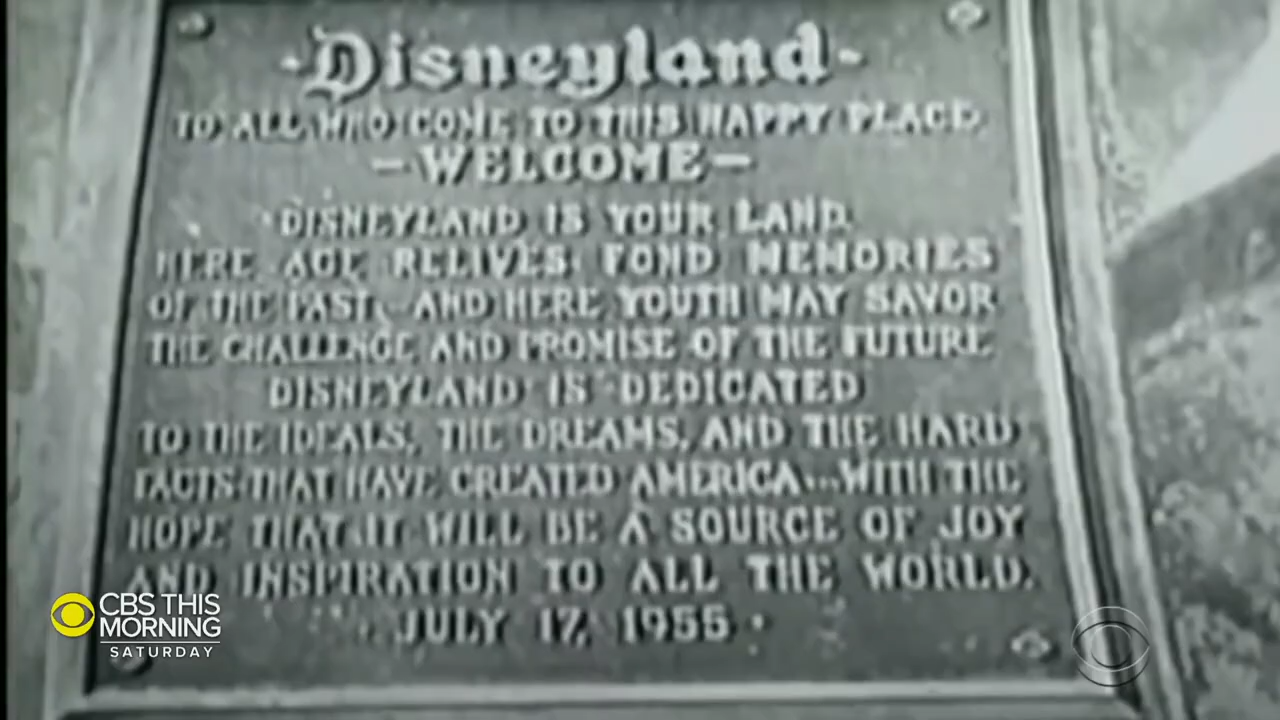 Disneyland
TO ALL WHO COME TO THIS HAPPY PLACE
- WELCOME -
DISNEYLAND IS YOUR LAND.
HERE AGE RELIVES FOND MEMORIES
OF THE PAST, AND HERE YOUTH MAY SAVOR
THE CHALLENGE AND PROMISE OF THE FUTURE
DISNEYLAND IS DEDICATED
TO THE IDEALS, THE DREAMS, AND THE HARD
FACTS THAT HAVE CREATED AMERICA...WITH THE
HOPE THAT IT WILL BE A SOURCE OF JOY
AND INSPIRATION TO ALL THE WORLD.
JULY 17, 1955
CBS THIS
MORNING
SATURDAY